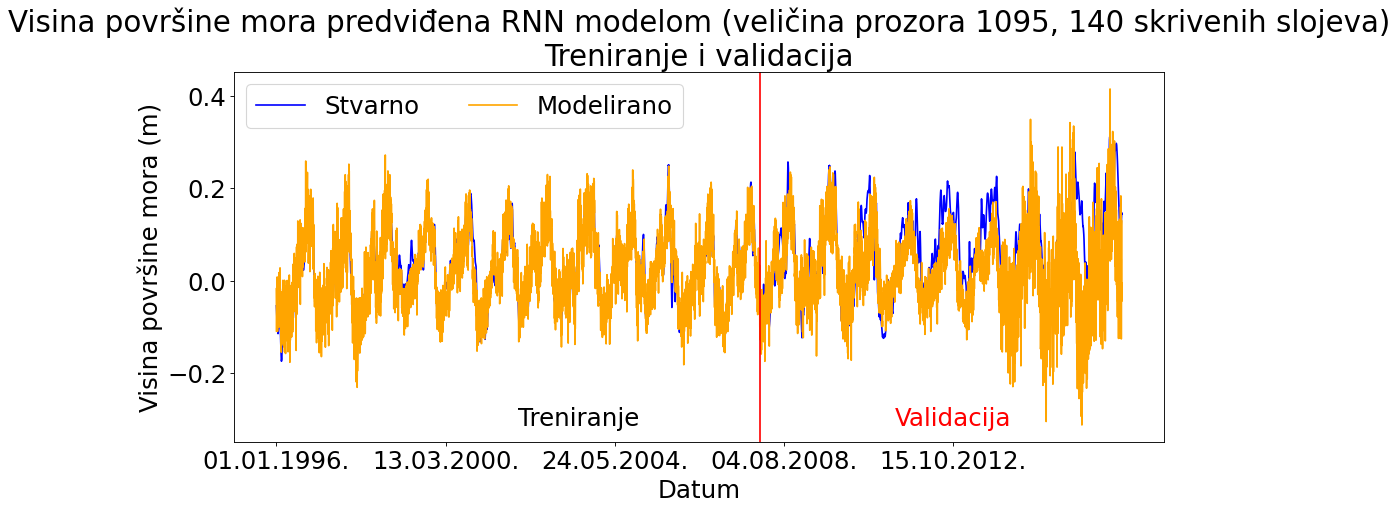 Visina površine mora predviđena RNN modelom (veličina prozora 1095, 140 skrivenih slojeva)
Treniranje i validacija
Stvarno
Modelirano
Visina površine mora (m)
0.4
0.2
0.0
−0.2
Treniranje
Validacija
01.01.1996.
13.03.2000.
24.05.2004.
04.08.2008.
15.10.2012.
Datum